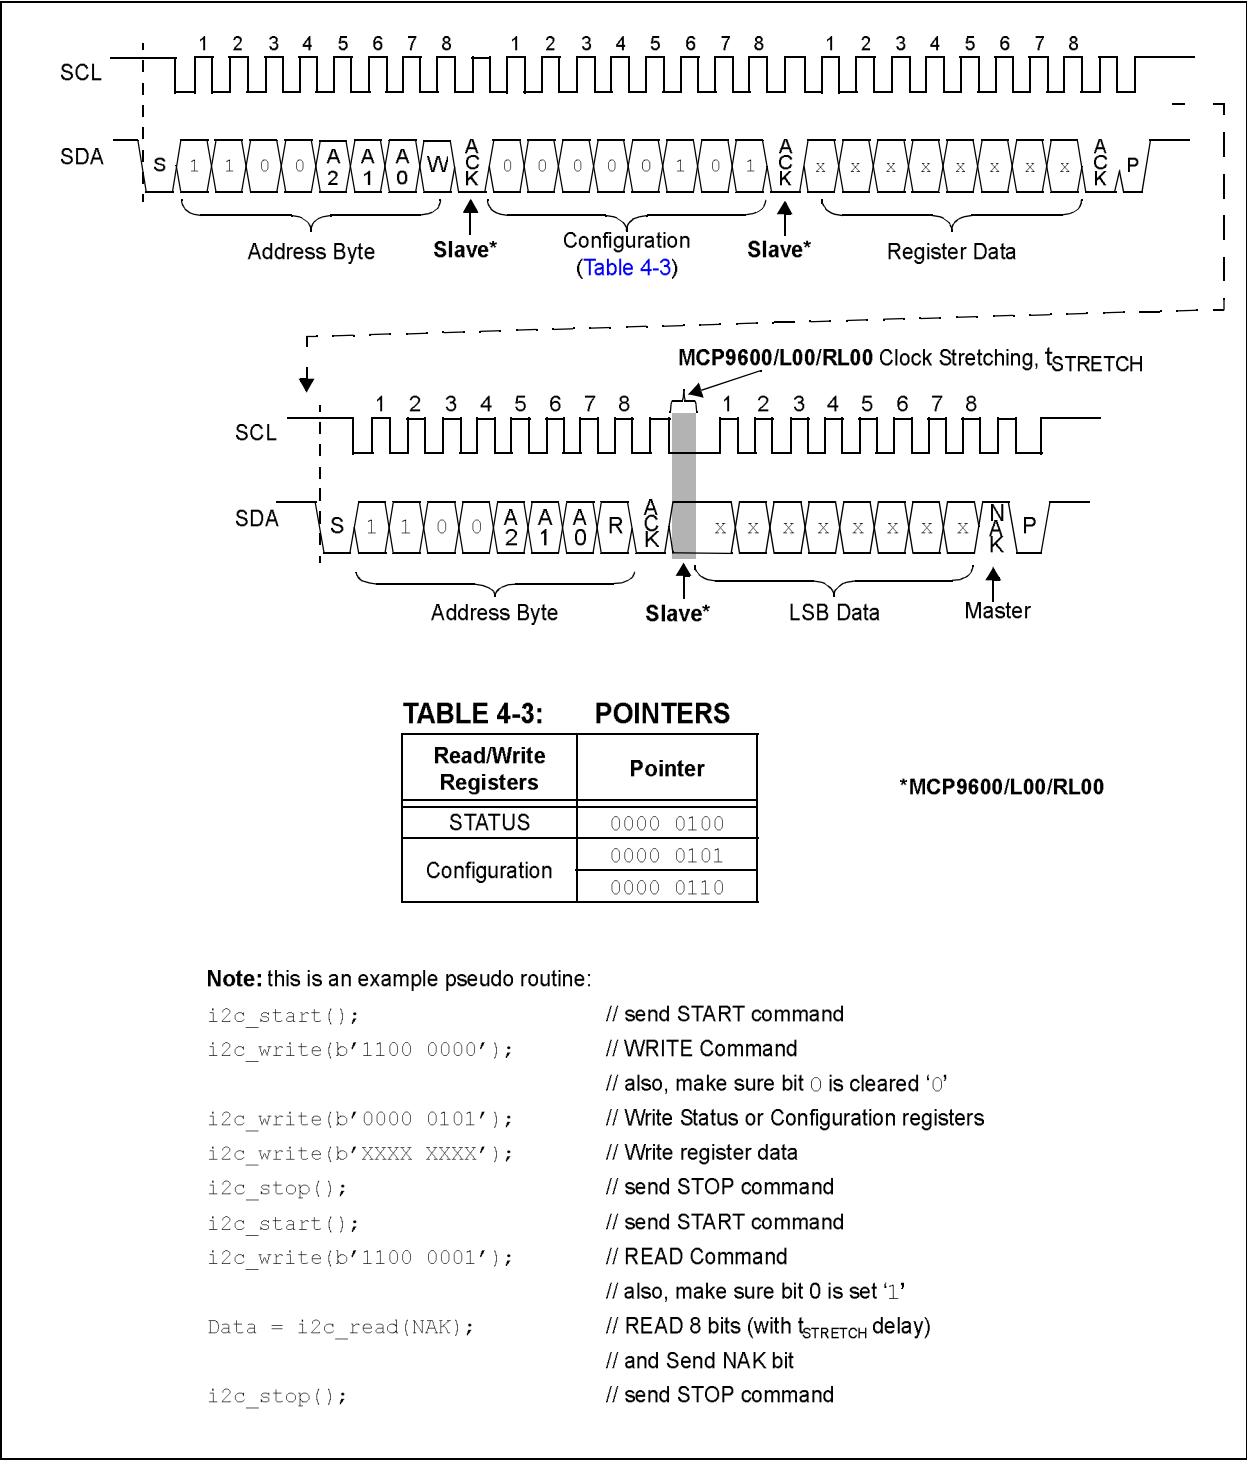 1 2 3 4 5 6 7 8 1 2 3 4 5 6 7 8 1 2 3 4 5 6 7 8
SCL
SDA S 1 1 0 0 A2 A1 A0 W ACK 0 0 0 0 0 1 0 1 ACK x x x x x x x x ACK P
Address Byte Slave* Configuration (Table 4-3) Slave* Register Data
MCP9600/L00/RL00 Clock Stretching, tSTRETCH
1 2 3 4 5 6 7 8 1 2 3 4 5 6 7 8
SCL
SDA S 1 1 0 0 A2 A1 A0 R ACK x x x x x x x x NAK P
Address Byte Slave* LSB Data Master
TABLE 4-3: POINTERS
Read/Write Registers Pointer
*MCP9600/L00/RL00
STATUS 0000 0100
Configuration 0000 0101
0000 0110
Note: this is an example pseudo routine:
i2c_start(); // send START command
i2c_write(b'1100 0000'); // WRITE Command
// also, make sure bit 0 is cleared '0'
i2c_write(b'0000 0101'); // Write Status or Configuration registers
i2c_write(b'XXXX XXXX'); // Write register data
i2c_stop(); // send STOP command
i2c_start(); // send START command
i2c_write(b'1100 0001'); // READ Command
// also, make sure bit 0 is set '1'
Data = i2c_read(NAK); // READ 8 bits (with tSTRETCH delay)
// and Send NAK bit
i2c_stop(); // send STOP command